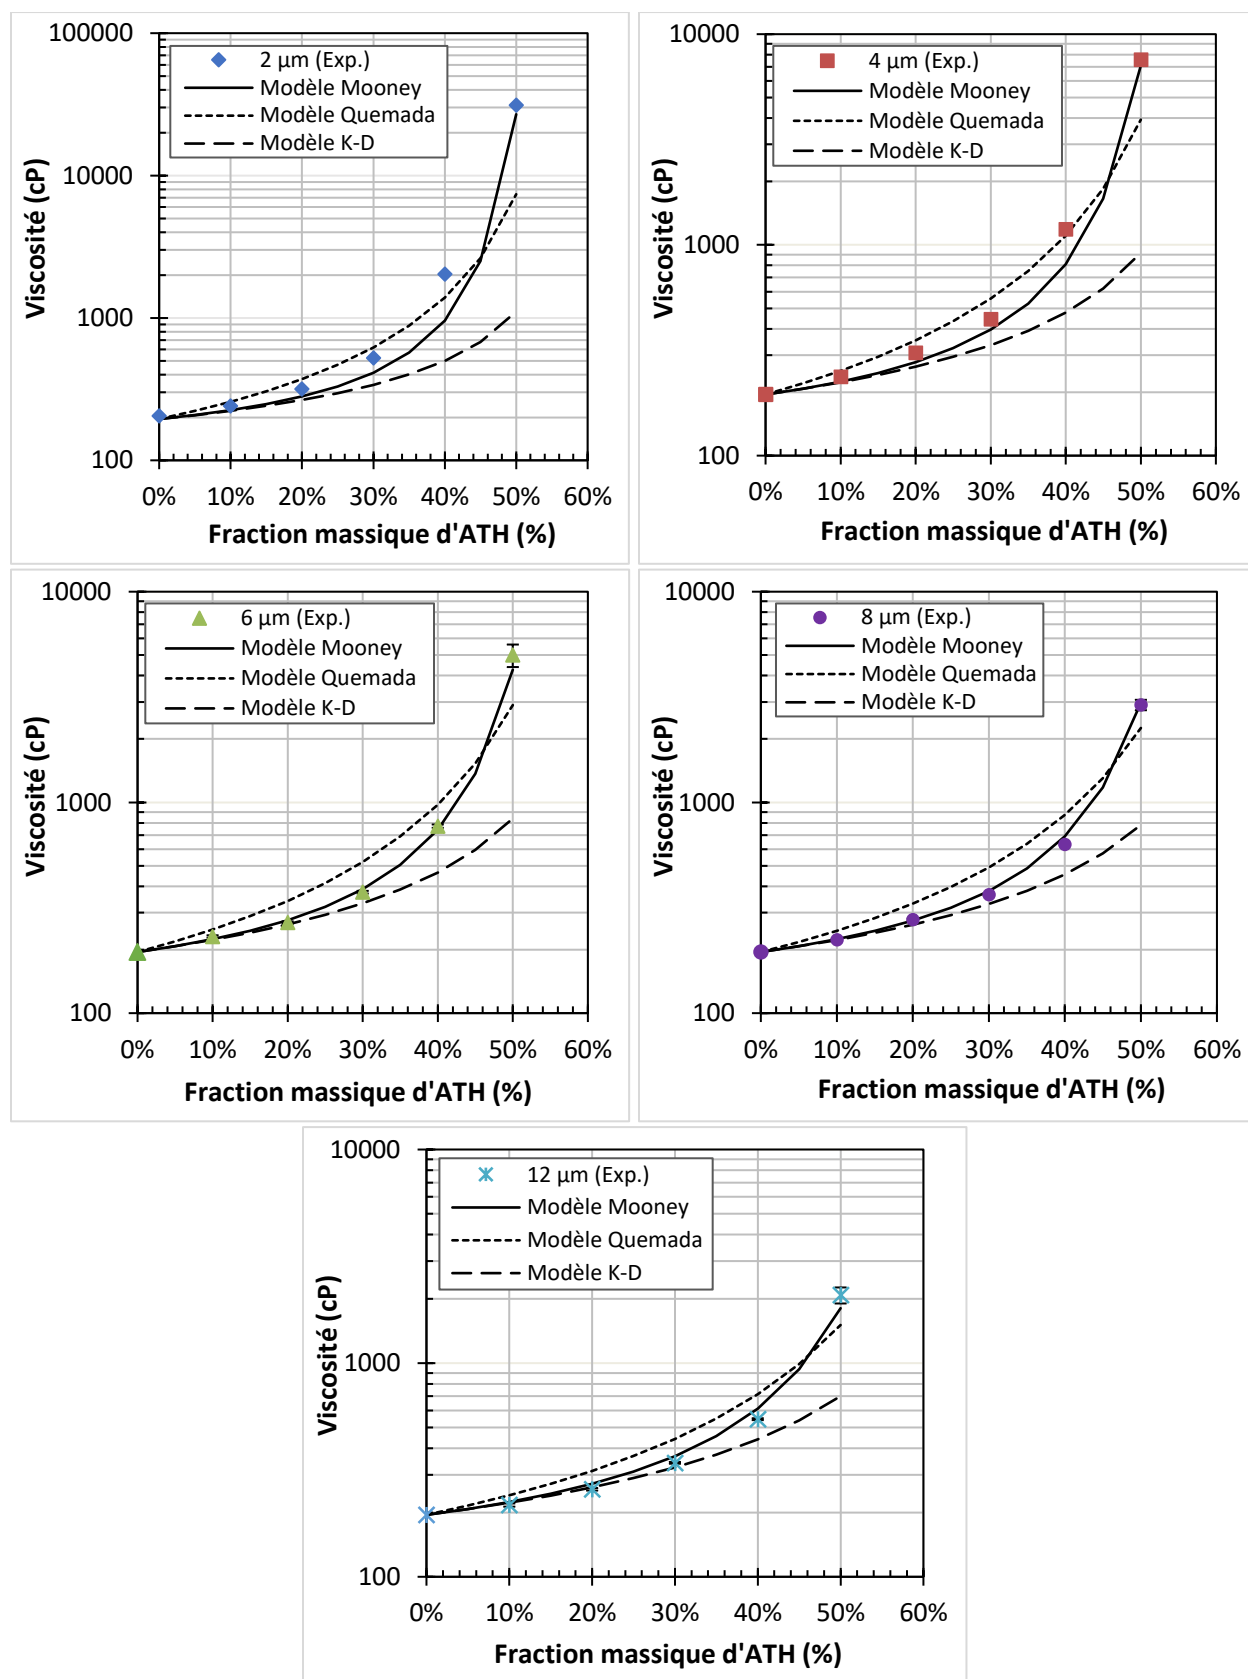 100000
10000
1000
100
Viscosité (cP)
2 µm (Exp.)
Modèle Mooney
Modèle Quemada
Modèle K-D
0% 10% 20% 30% 40% 50% 60%
Fraction massique d'ATH (%)
10000
1000
100
Viscosité (cP)
4 µm (Exp.)
Modèle Mooney
Modèle Quemada
Modèle K-D
0% 10% 20% 30% 40% 50% 60%
Fraction massique d'ATH (%)
10000
1000
100
Viscosité (cP)
6 µm (Exp.)
Modèle Mooney
Modèle Quemada
Modèle K-D
0% 10% 20% 30% 40% 50% 60%
Fraction massique d'ATH (%)
10000
1000
100
Viscosité (cP)
8 µm (Exp.)
Modèle Mooney
Modèle Quemada
Modèle K-D
0% 10% 20% 30% 40% 50% 60%
Fraction massique d'ATH (%)
10000
1000
100
Viscosité (cP)
12 µm (Exp.)
Modèle Mooney
Modèle Quemada
Modèle K-D
0% 10% 20% 30% 40% 50% 60%
Fraction massique d'ATH (%)